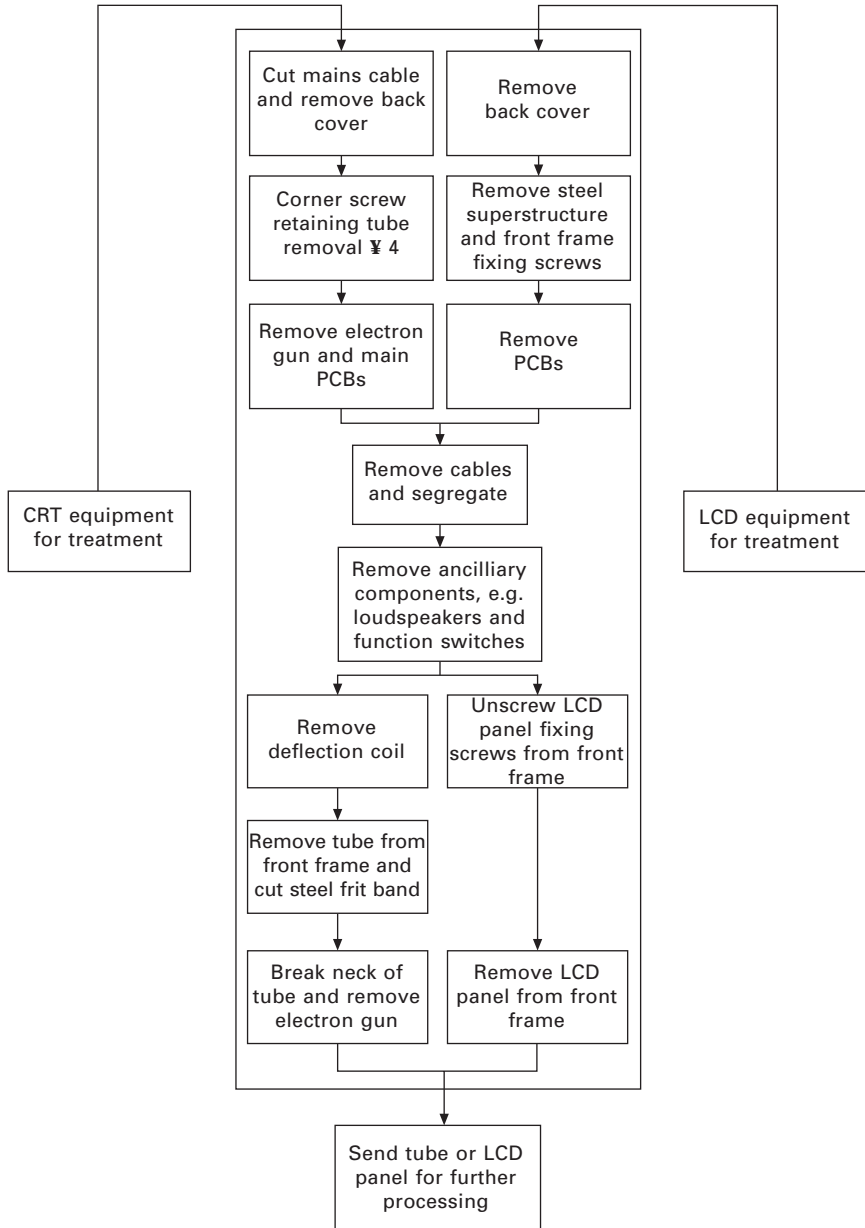 Cut mains cable
and remove back
cover
Remove
back cover
Corner screw
retaining tube
removal ¥ 4
Remove steel
superstructure
and front frame
fixing screws
Remove electron
gun and main
PCBs
Remove
PCBs
Remove cables
and segregate
CRT equipment
for treatment
LCD equipment
for treatment
Remove ancilliary
components, e.g.
loudspeakers and
function switches
Remove
deflection coil
Unscrew LCD
panel fixing
screws from front
frame
Remove tube from
front frame and
cut steel frit band
Break neck of
tube and remove
electron gun
Remove LCD
panel from front
frame
Send tube or LCD
panel for further
processing